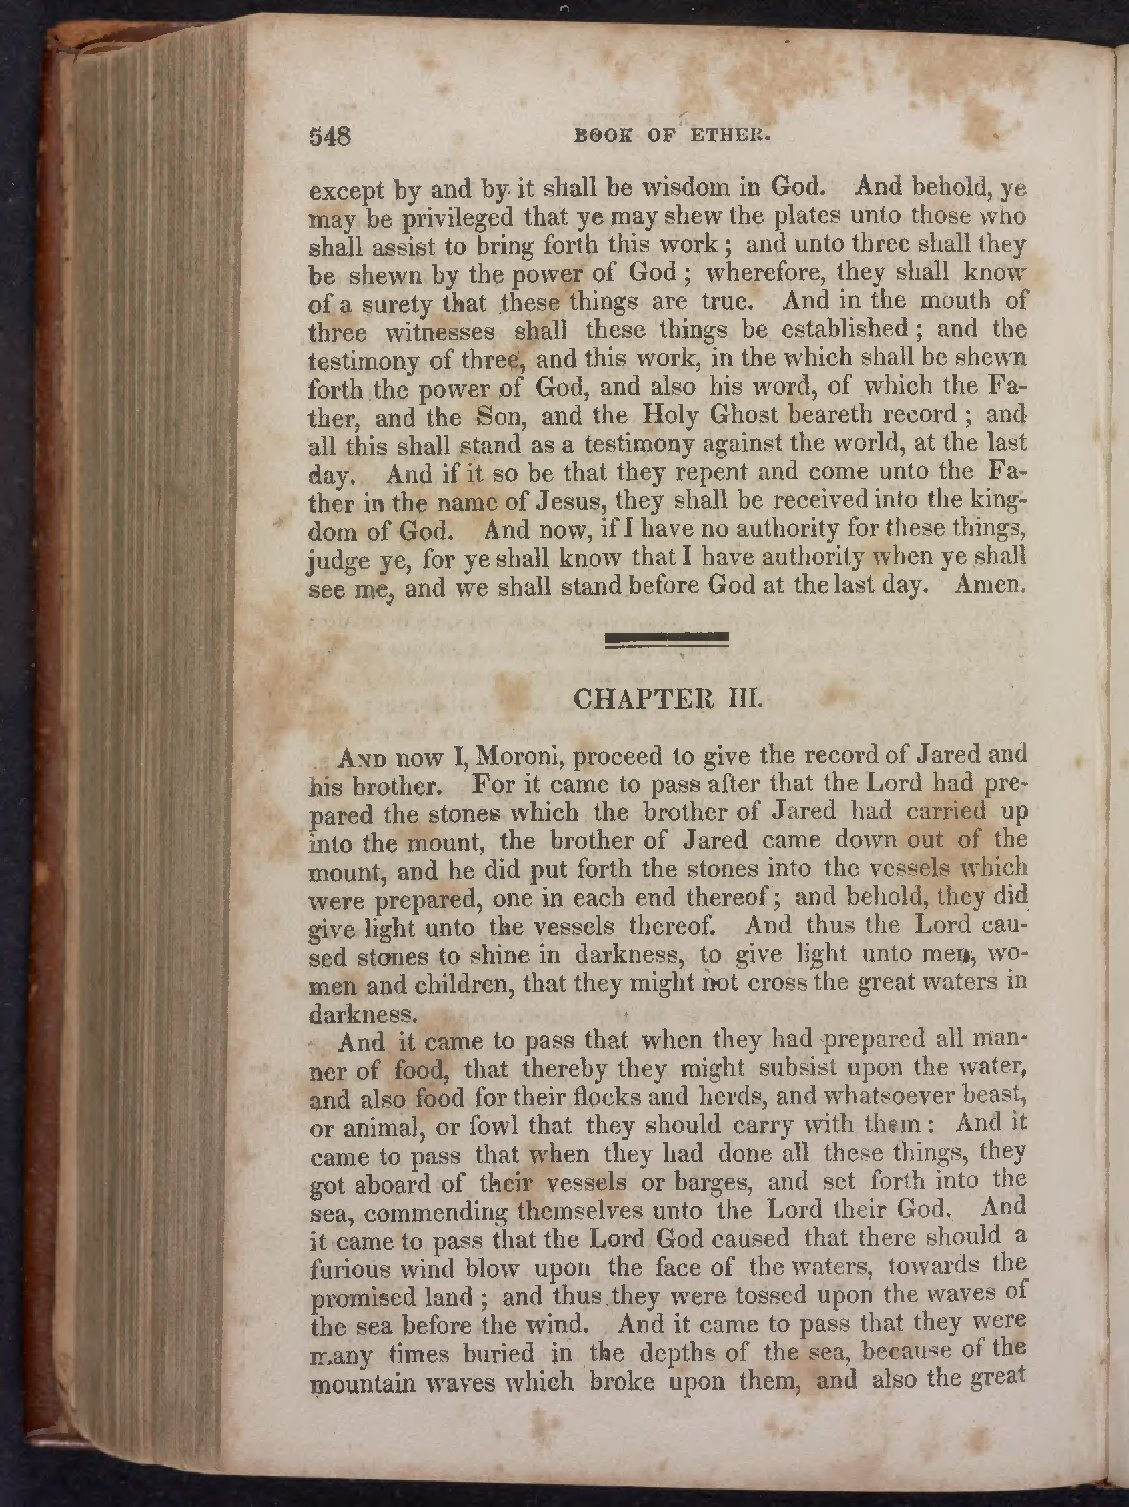 548 BOOK OF ETHER.
except by and by it shall be wisdom in God. And behold, ye
may be privileged that ye may shew the plates unto those who
shall assist to bring forth this work; and unto three shall they
be shewn by the power of God; wherefore, they shall know
of a surety that these things are true. And in the mouth of
three witnesses shall these things be established; and the
testimony of three, and this work, in the which shall be shewn
forth the power of God, and also his word, of which the Fa-
ther, and the Son, and the Holy Ghost beareth record; and
all this shall stand as a testimony against the world, at the last
day. And if it so be that they repent and come unto the Fa-
ther in the name of Jesus, they shall be received into the king-
dom of God. And now, if I have no authority for these things,
judge ye, for ye shall know that I have authority when ye shall
see me, and we shall stand before God at the last day. Amen.
CHAPTER III.
AND now I, Moroni, proceed to give the record of Jared and
his brother. For it came to pass after that the Lord had pre-
pared the stones which the brother of Jared had carried up
into the mount, the brother of Jared came down out of the
mount, and he did put forth the stones into the vessels which
were prepared, one in each end thereof; and behold, they did
give light unto the vessels thereof. And thus the Lord cau-
sed stones to shine in darkness, to give light unto men, wo-
men and children, that they might not cross the great waters in
darkness.
And it came to pass that when they had prepared all man-
ner of food, that thereby they might subsist upon the water,
and also food for their flocks and herds, and whatsoever beast,
or animal, or fowl that they should carry with them: And it
came to pass that when they had done all these things, they
got aboard of their vessels or barges, and set forth into the
sea, commending themselves unto the Lord their God. And
it came to pass that the Lord God caused that there should a
furious wind blow upon the face of the waters, towards the
promised land; and thus they were tossed upon the waves of
the sea before the wind. And it came to pass that they were
many times buried in the depths of the sea, because of the
mountain waves which broke upon them, and also the great